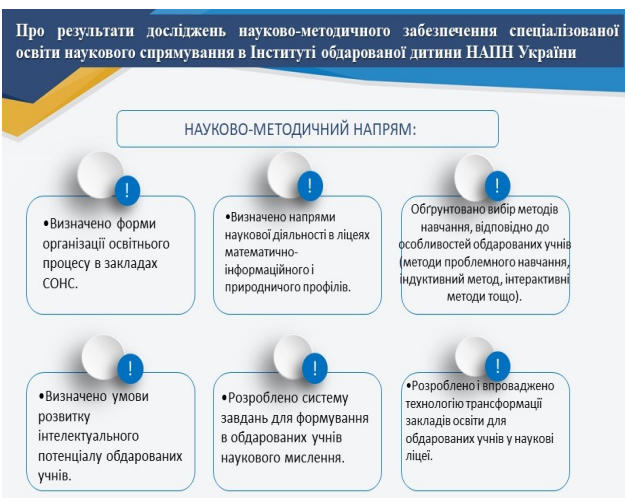 Про результати досліджень науково-методичного забезпечення спеціалізованої
освіти наукового спрямування в Інституті обдарованої дитини НАПН України
НАУКОВО-МЕТОДИЧНИЙ НАПРЯМ:
!
•Визначено форми
організації освітнього
процесу в закладах
СОНС.
!
•Визначено напрями
наукової діяльності в ліцеях
математично-
інформаційного і
природничого профілів.
!
Обґрунтовано вибір методів
навчання, відповідно до
особливостей обдарованих учнів
(методи проблемного навчання,
індуктивний метод, інтерактивні
методи тощо).
!
•Визначено умови
розвитку
інтелектуального
потенціалу обдарованих
учнів.
!
•Розроблено систему
завдань для формування
в обдарованих учнів
наукового мислення.
!
•Розроблено і впроваджено
технологію трансформації
закладів освіти для
обдарованих учнів у наукові
ліцеї.